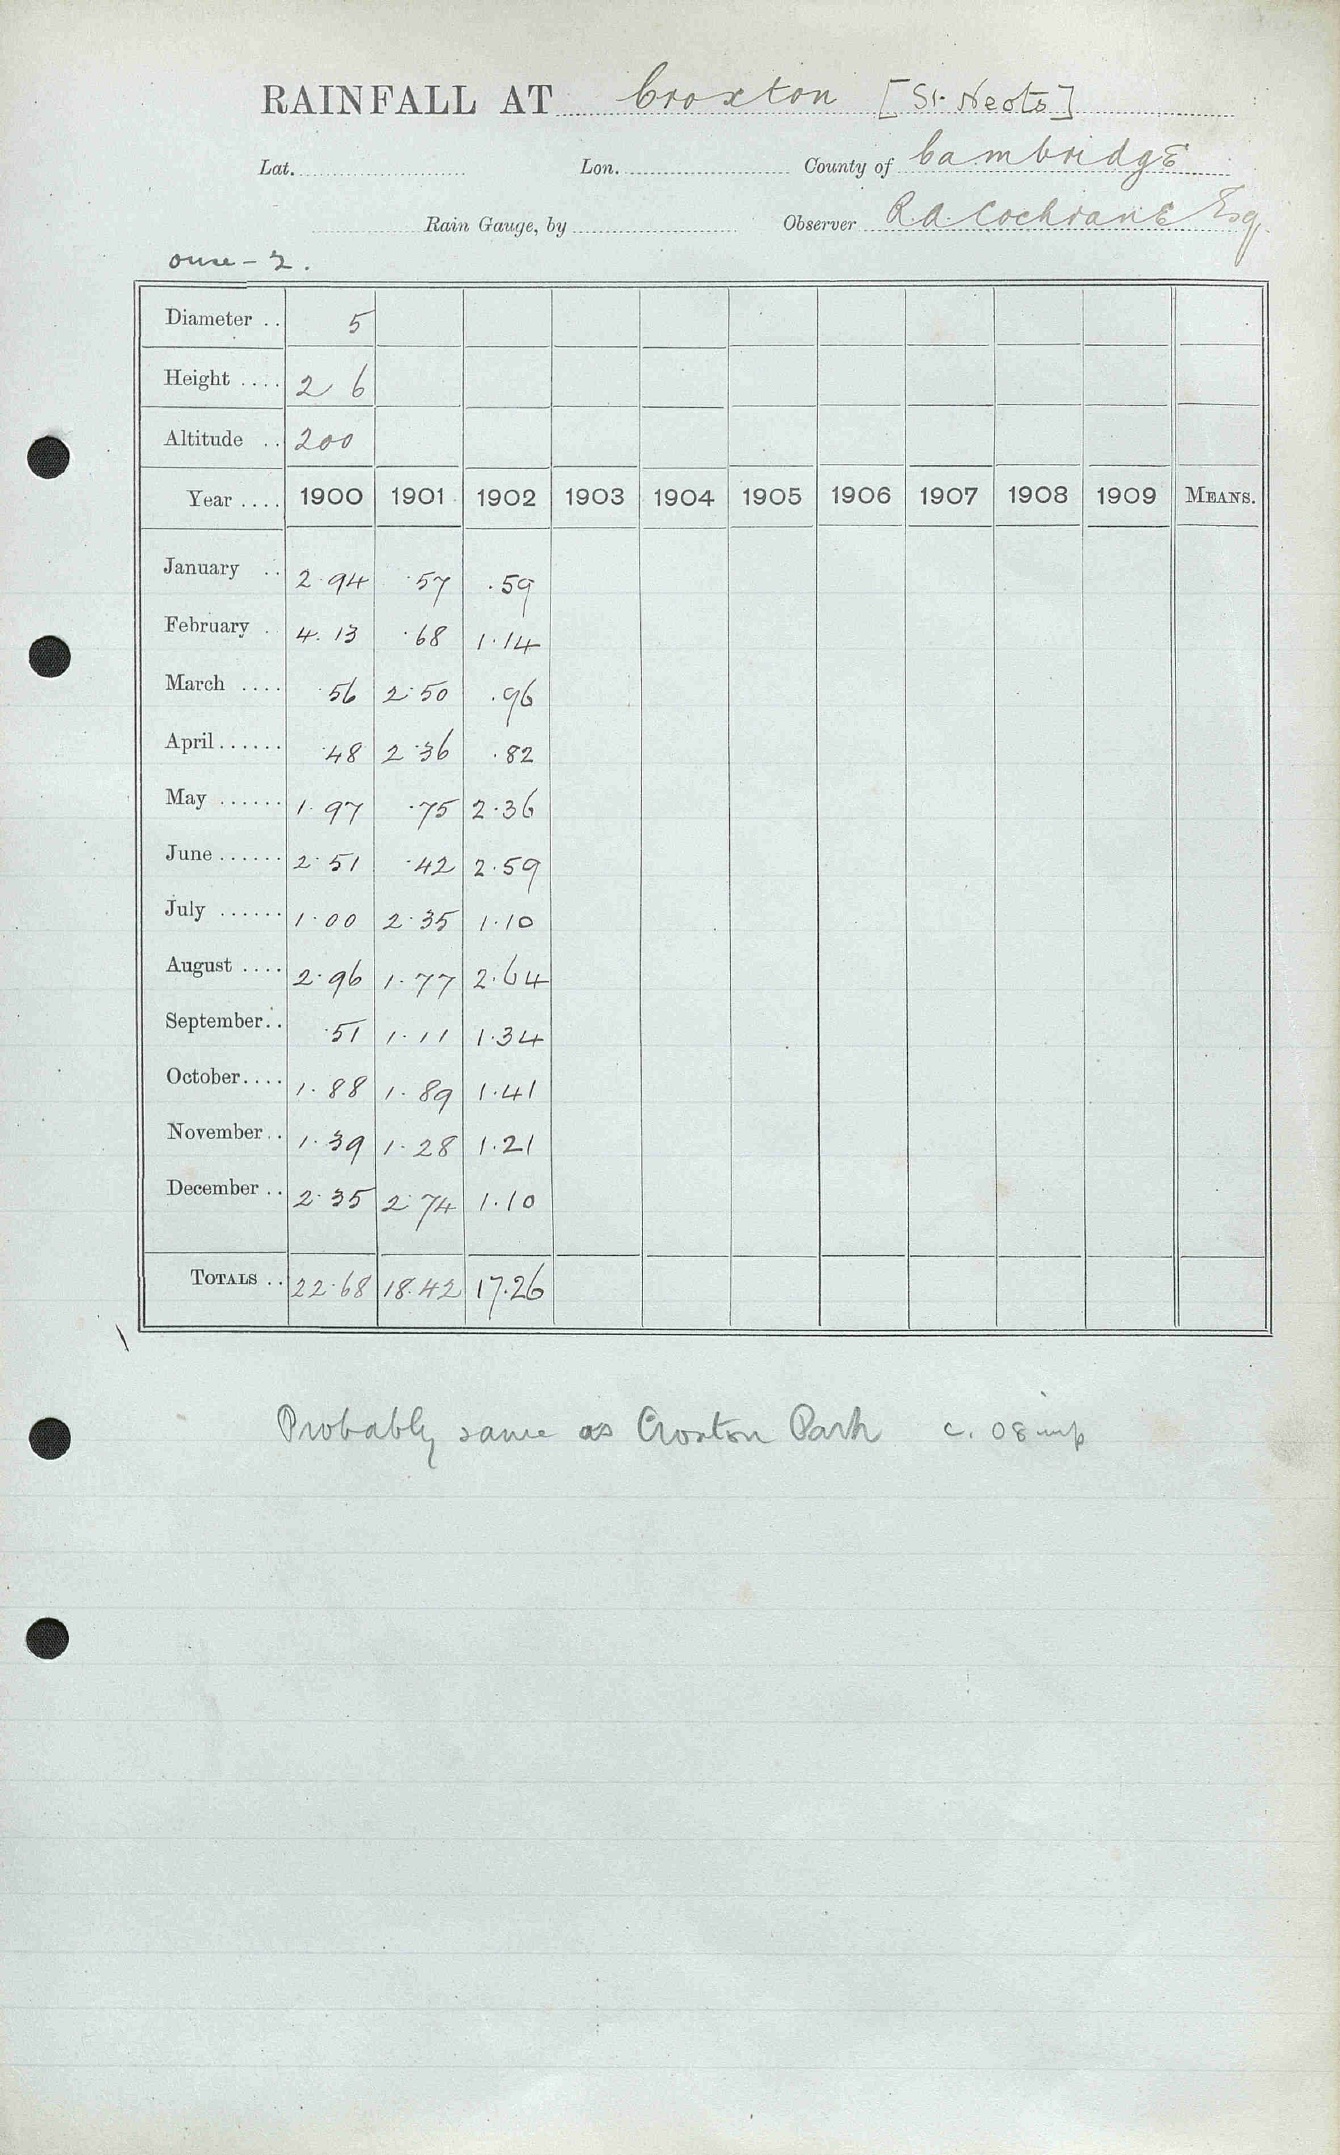 RAINFALL AT Croxton [St. Neots]
Lat. Lon. County of Cambridge
Rain Gauge, by Observer R.A. Cochrane Esq.
Ouse - 2.
Diameter .. 5
Height .... 2 6
Altitude .. 200
Year .... 1900 1901 1902 1903 1904 1905 1906 1907 1908 1909 MEANS.
January .. 2.94 .57 .59
February . 4.13 .68 1.14
March .... .56 2.50 .96
April...... .48 2.36 .82
May ...... 1.97 .75 2.36
June...... 2.51 .42 2.59
July ...... 1.00 2.35 1.10
August .... 2.96 1.77 2.64
September.. .51 1.11 1.34
October.... 1.88 1.89 1.41
November.. 1.39 1.28 1.21
December .. 2.35 2.74 1.10
TOTALS .. 22.68 18.42 17.26
Probably same as Croxton Park c. 08